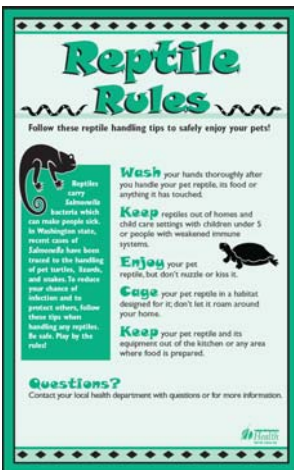 Reptile
Rules
Follow these reptile handling tips to safely enjoy your pets!
Reptiles
carry
Salmonella
bacteria which
can make people sick.
In Washington state,
recent cases of
Salmonella have been
traced to the handling
of pet turtles, lizards,
and snakes. To reduce
your chance of
infection and to
protect others, follow
these tips when
handling any reptiles.
Be safe. Play by the
rules!
Wash your hands thoroughly after
you handle your pet reptile, its food or
anything it has touched.
Keep reptiles out of homes and
child care settings with children under 5
or people with weakened immune
systems.
Enjoy your pet
reptile, but don't nuzzle or kiss it.
Cage your pet reptile in a habitat
designed for it; don't let it roam around
your home.
Keep your pet reptile and its
equipment out of the kitchen or any area
where food is prepared.
Questions?
Contact your local health department with questions or for more information.
Health